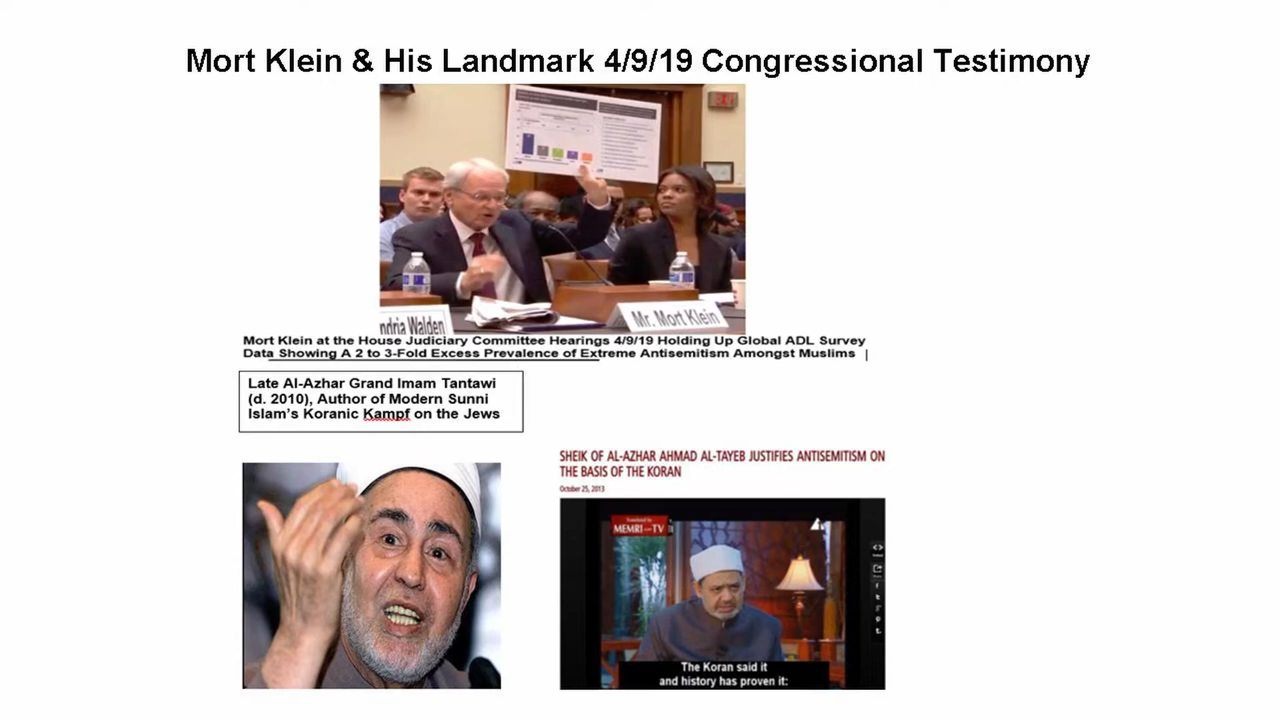 Mort Klein & His Landmark 4/9/19 Congressional Testimony
ndria Walden
Mr. Mort Klein
Mort Klein at the House Judiciary Committee Hearings 4/9/19 Holding Up Global ADL Survey
Data Showing A 2 to 3-Fold Excess Prevalence of Extreme Antisemitism Amongst Muslims
Late Al-Azhar Grand Imam Tantawi
(d. 2010), Author of Modern Sunni
Islam's Koranic Kampf on the Jews
SHEIK OF AL-AZHAR AHMAD AL-TAYEB JUSTIFIES ANTISEMITISM ON
THE BASIS OF THE KORAN
October 25, 2013
Translated by
MEMRI TV
The Koran said it
and history has proven it: